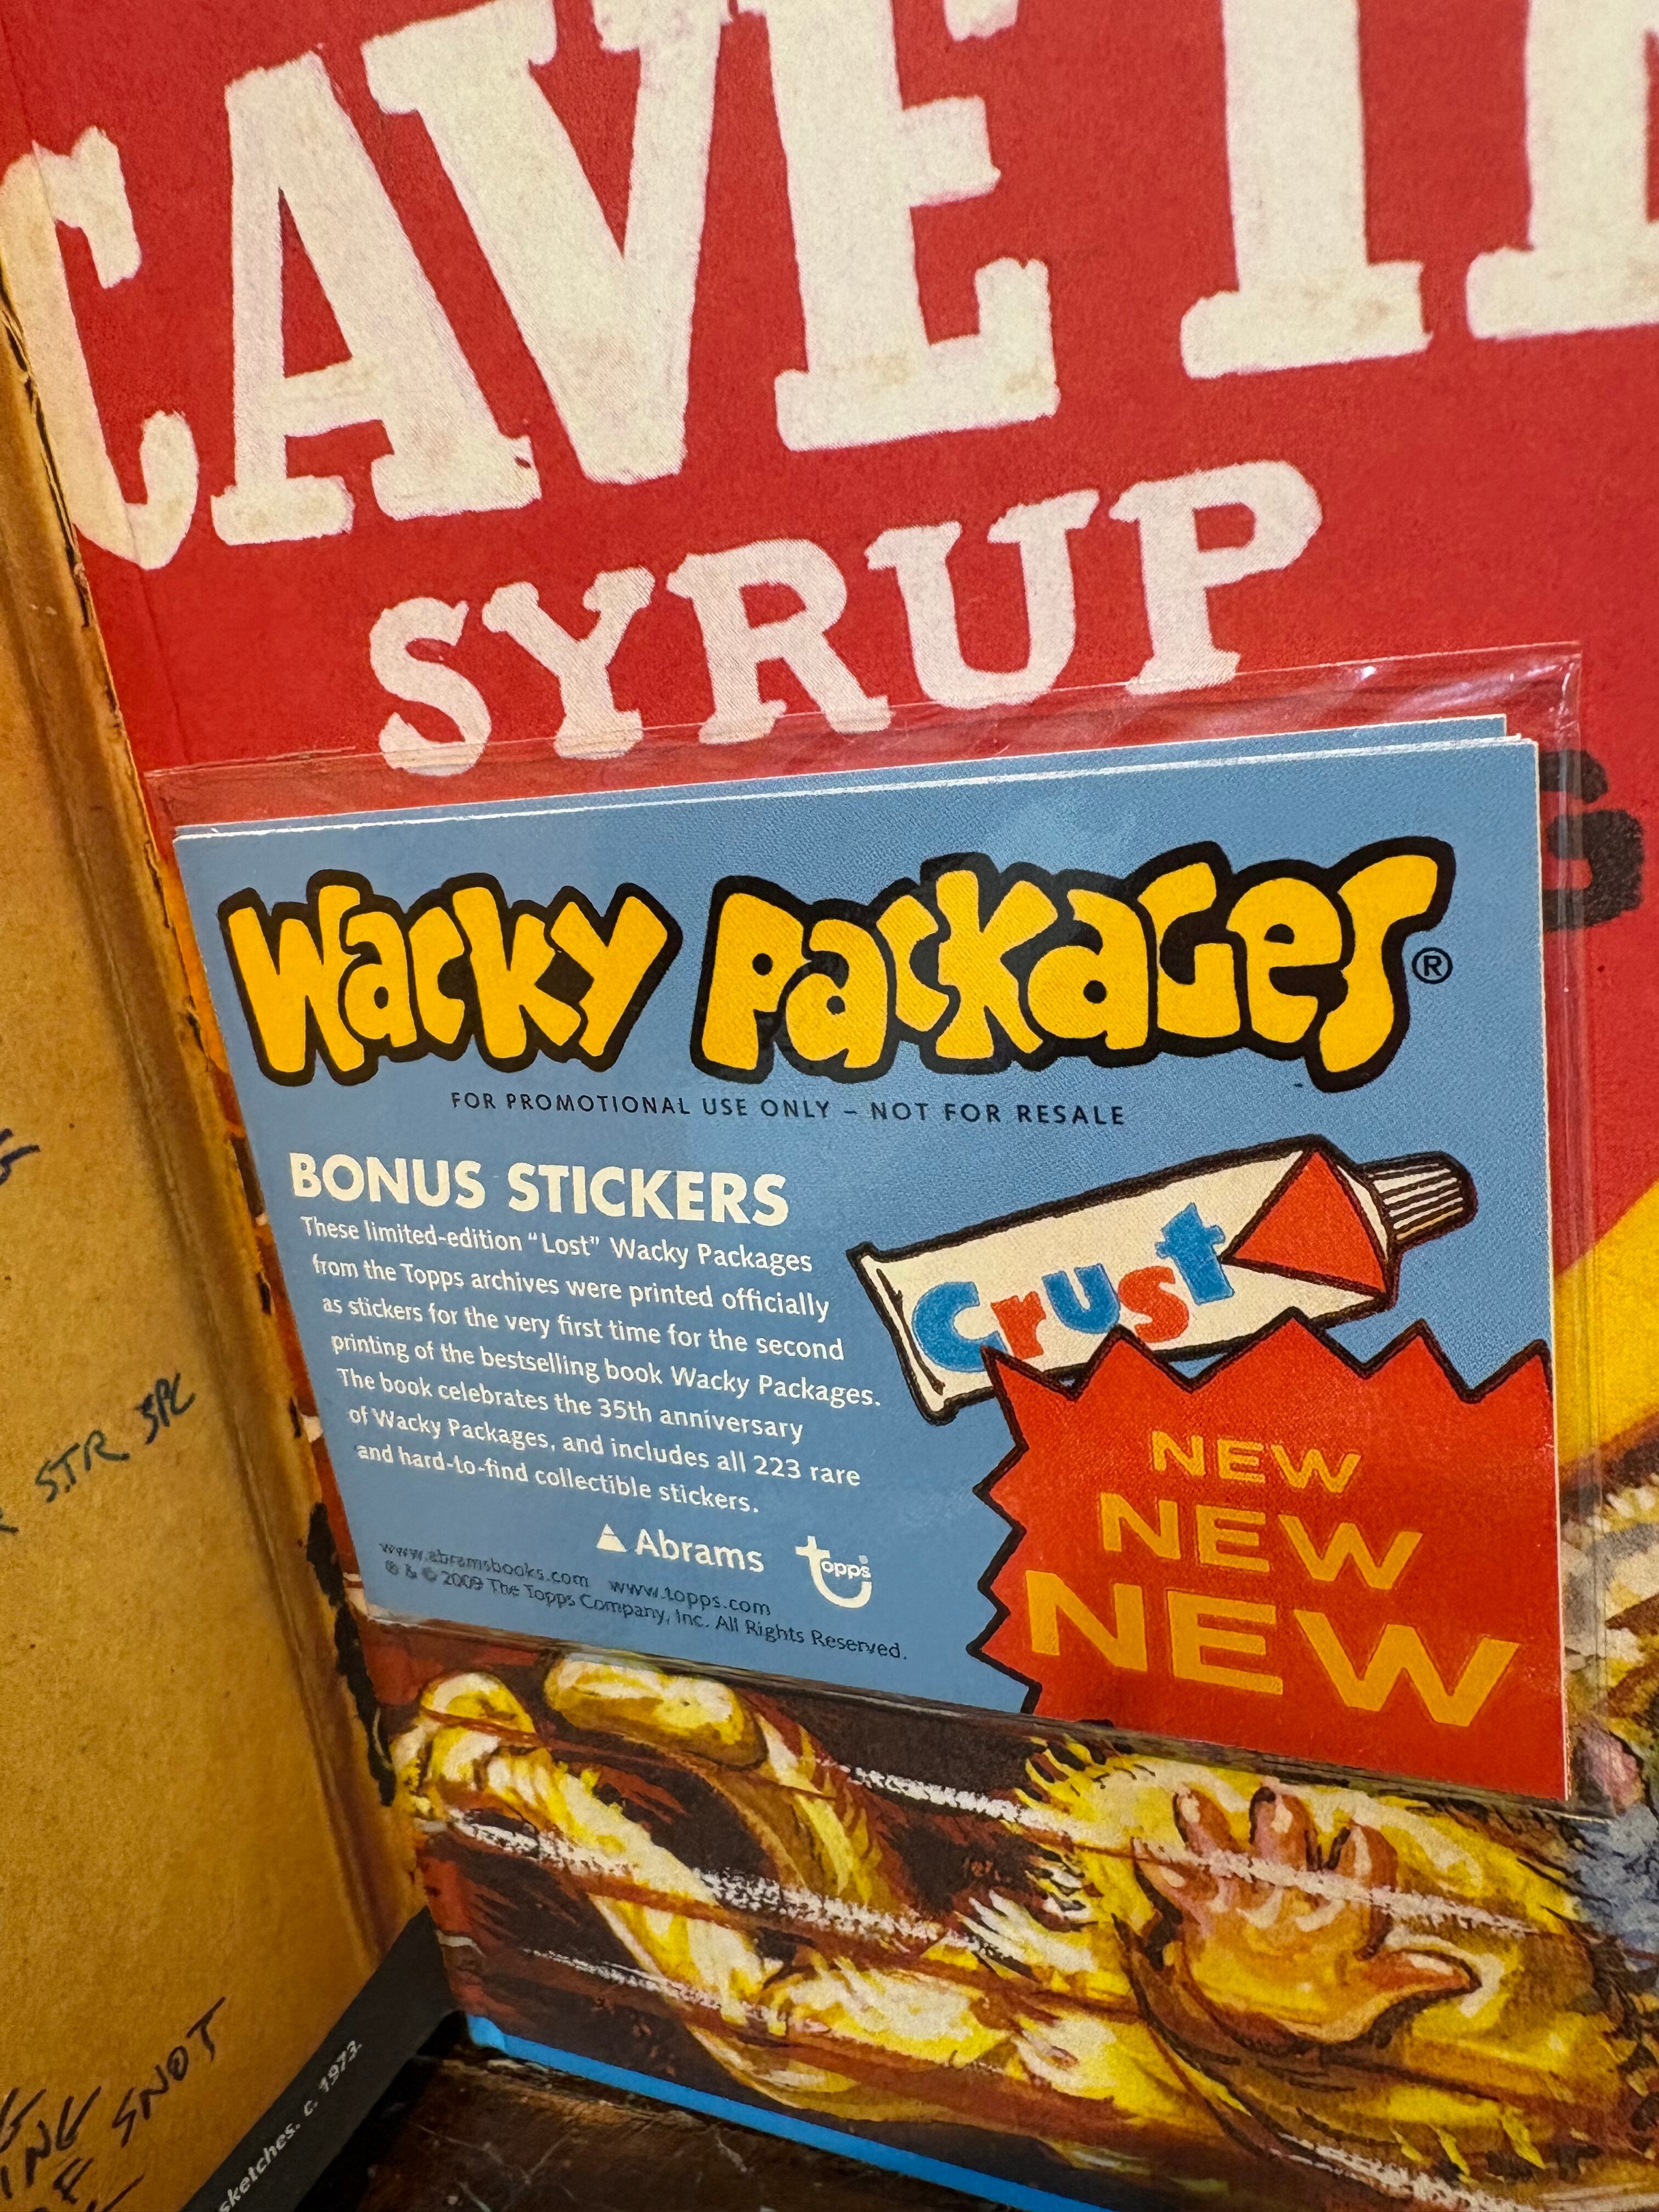 CAVE
SYRUP
Wacky Packages®
FOR PROMOTIONAL USE ONLY – NOT FOR RESALE
BONUS STICKERS
These limited-edition "Lost" Wacky Packages
from the Topps archives were printed officially
as stickers for the very first time for the second
printing of the bestselling book Wacky Packages.
The book celebrates the 35th anniversary
of Wacky Packages, and includes all 223 rare
and hard-to-find collectible stickers.
Abrams topps®
www.abramsbooks.com www.topps.com
® & © 2009 The Topps Company, Inc. All Rights Reserved.
Crust
NEW
NEW
NEW
STR SPC
SNOT
sketches. c. 1973.